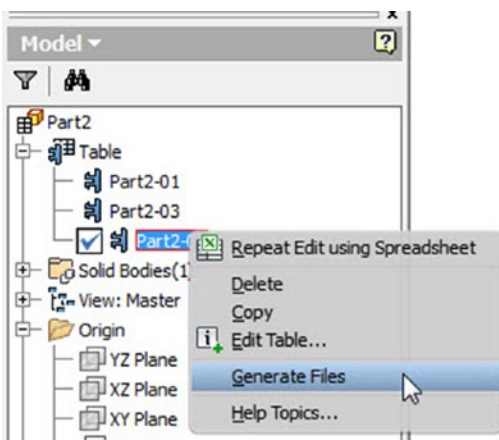 Model
Part2
Table
Part2-01
Part2-03
Part2-
Repeat Edit using Spreadsheet
Solid Bodies(1
Delete
View: Master
Copy
Origin
Edit Table...
YZ Plane
Generate Files
XZ Plane
XY Plane
Help Topics...